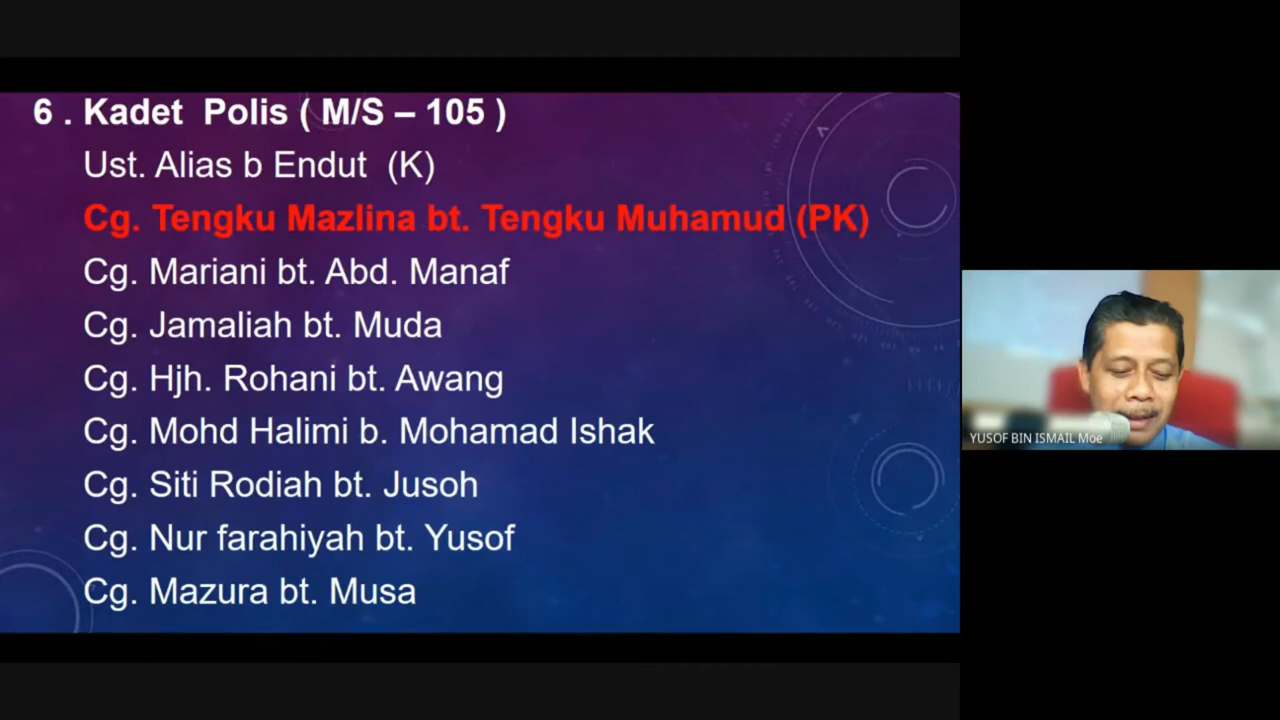 6 . Kadet Polis ( M/S – 105 )
Ust. Alias b Endut (K)
Cg. Tengku Mazlina bt. Tengku Muhamud (PK)
Cg. Mariani bt. Abd. Manaf
Cg. Jamaliah bt. Muda
Cg. Hjh. Rohani bt. Awang
Cg. Mohd Halimi b. Mohamad Ishak
Cg. Siti Rodiah bt. Jusoh
Cg. Nur farahiyah bt. Yusof
Cg. Mazura bt. Musa
YUSOF BIN ISMAIL Moe